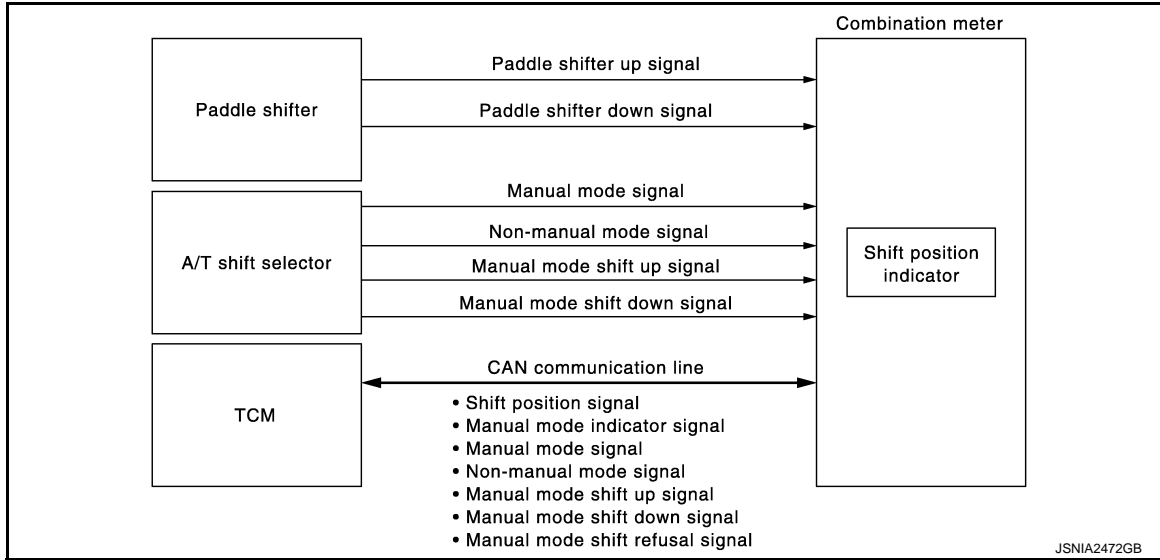 Combination meter
Paddle shifter
Paddle shifter up signal
Paddle shifter down signal
A/T shift selector
Manual mode signal
Non-manual mode signal
Manual mode shift up signal
Manual mode shift down signal
Shift position
indicator
TCM
CAN communication line
• Shift position signal
• Manual mode indicator signal
• Manual mode signal
• Non-manual mode signal
• Manual mode shift up signal
• Manual mode shift down signal
• Manual mode shift refusal signal
JSNIA2472GB